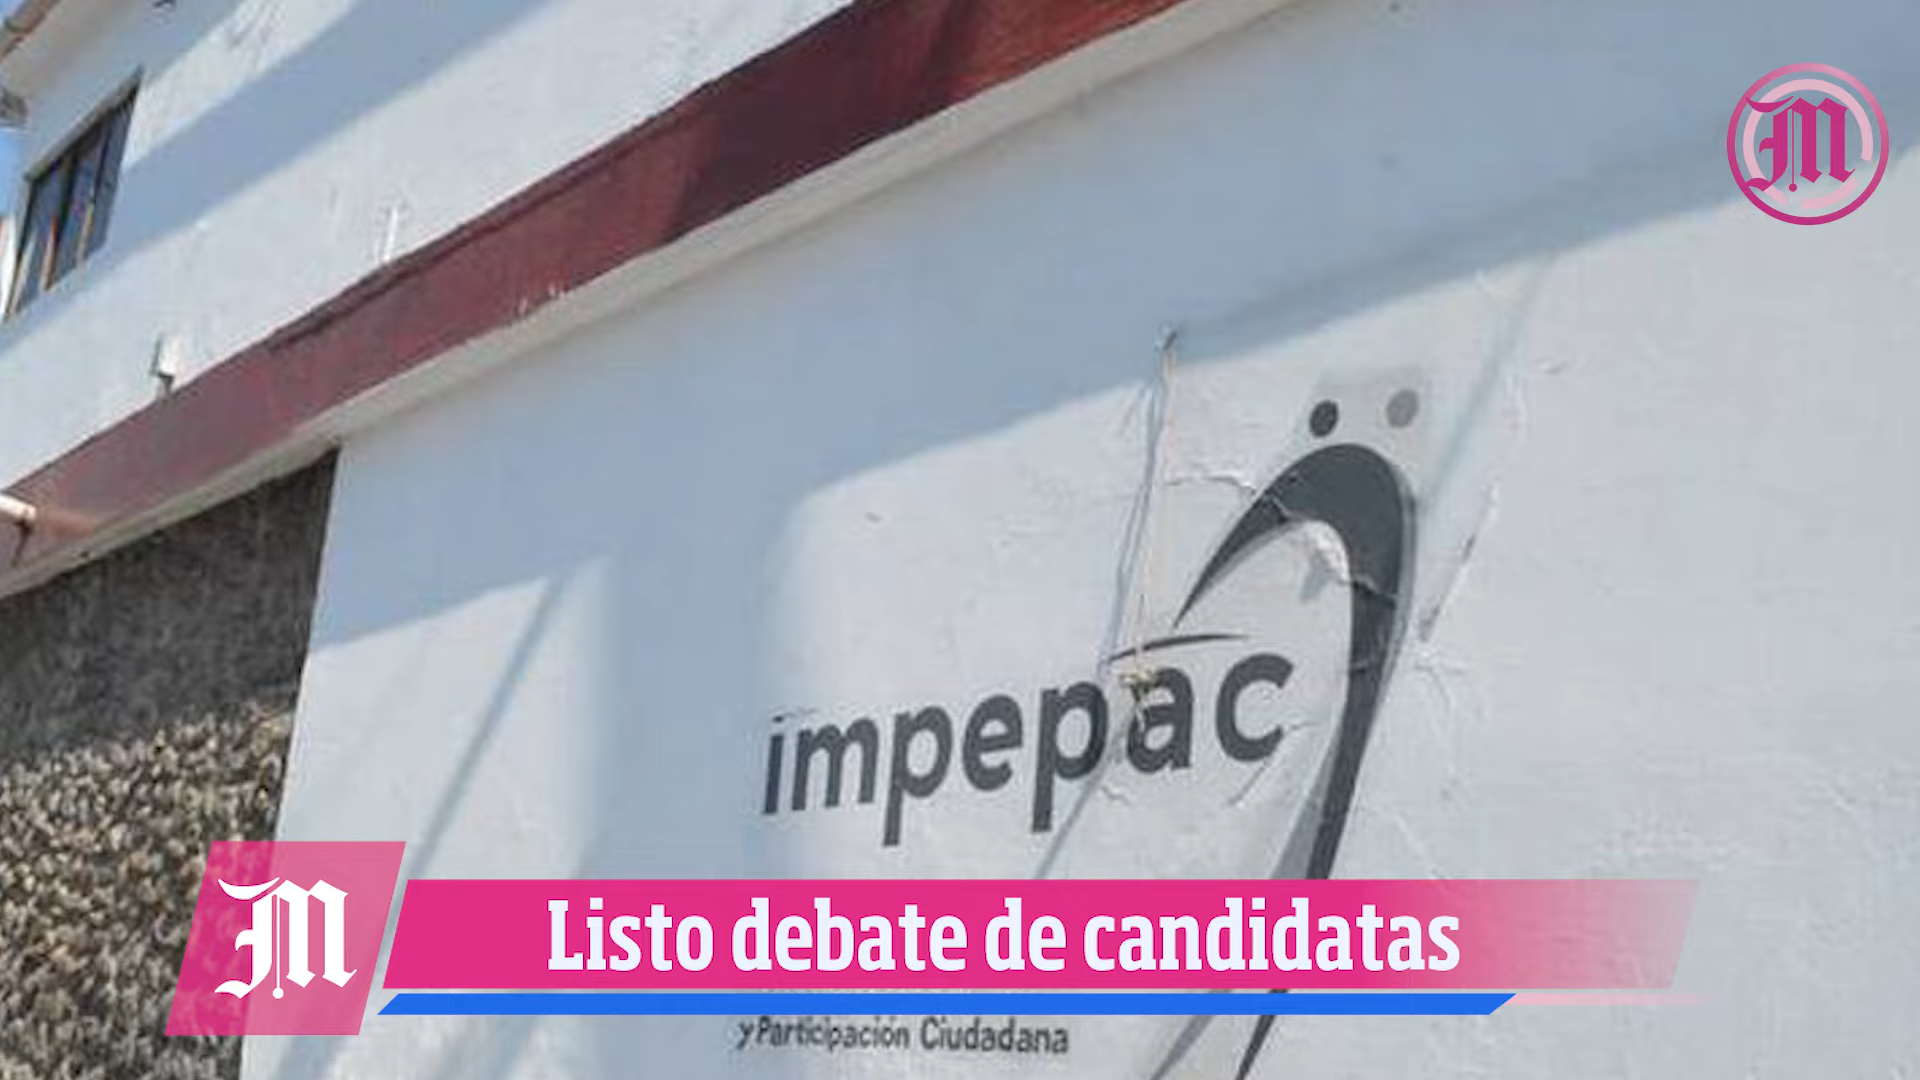 M
impepac
M
Listo debate de candidatas
y Participación Ciudadana